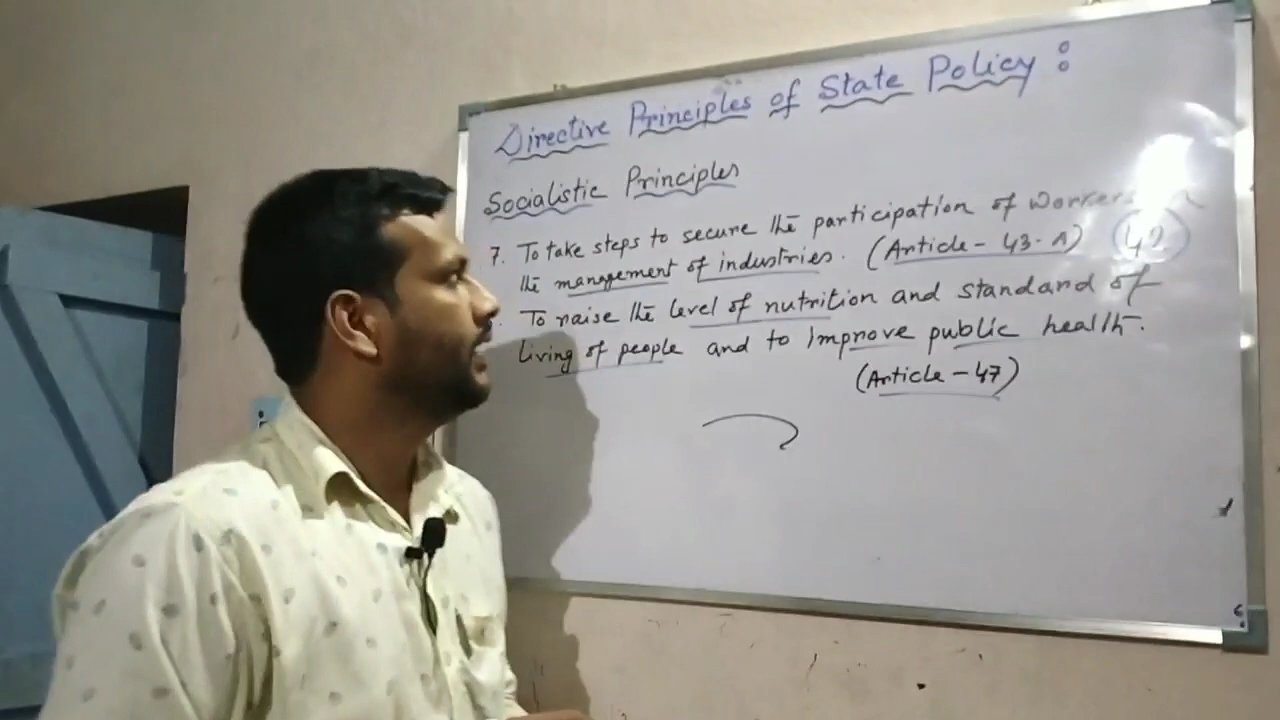 Directive Principles of State Policy :
Socialistic Principles
7. To take steps to secure the participation of workers
the management of industries. (Article - 43-A) 42
To raise the level of nutrition and standard of
living of people and to Improve public health.
(Article - 47)